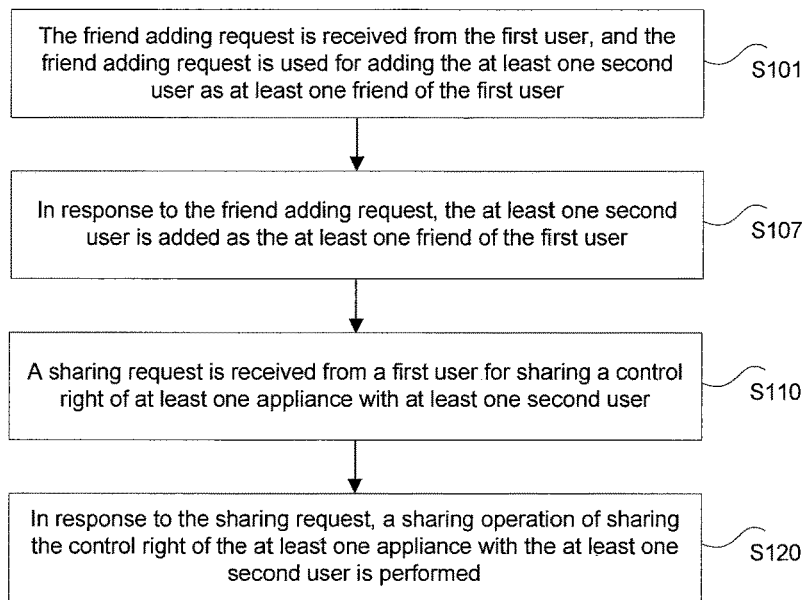 The friend adding request is received from the first user, and the
friend adding request is used for adding the at least one second
user as at least one friend of the first user
S101
In response to the friend adding request, the at least one second
user is added as the at least one friend of the first user
S107
A sharing request is received from a first user for sharing a control
right of at least one appliance with at least one second user
S110
In response to the sharing request, a sharing operation of sharing
the control right of the at least one appliance with the at least one
second user is performed
S120